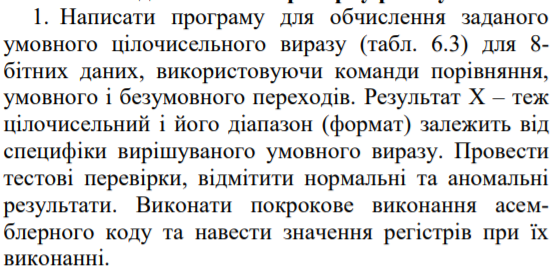 1. Написати програму для обчислення заданого
умовного цілочисельного виразу (табл. 6.3) для 8-
бітних даних, використовуючи команди порівняння,
умовного і безумовного переходів. Результат X – теж
цілочисельний і його діапазон (формат) залежить від
специфіки вирішуваного умовного виразу. Провести
тестові перевірки, відмітити нормальні та аномальні
результати. Виконати покрокове виконання асем-
блерного коду та навести значення регістрів при їх
виконанні.